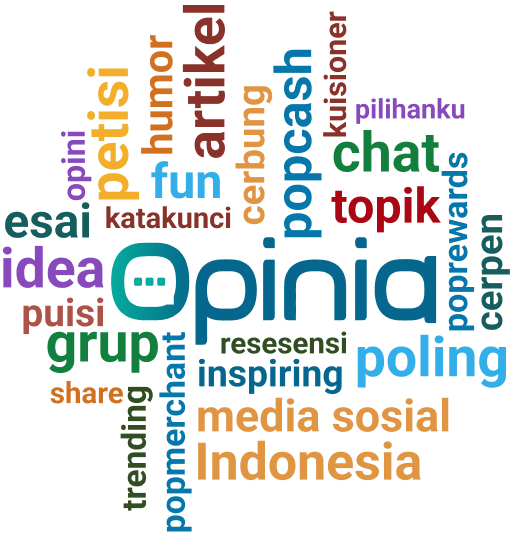 kuisioner
artikel
humor
popcash
petisi
cerbung
pilihanku
opini
chat
fun
poprewards
topik
esai
katakunci
cerpen
idea
Opinia
puisi
grup
resesensi
poling
popmerchant
inspiring
share
trending
media sosial
Indonesia